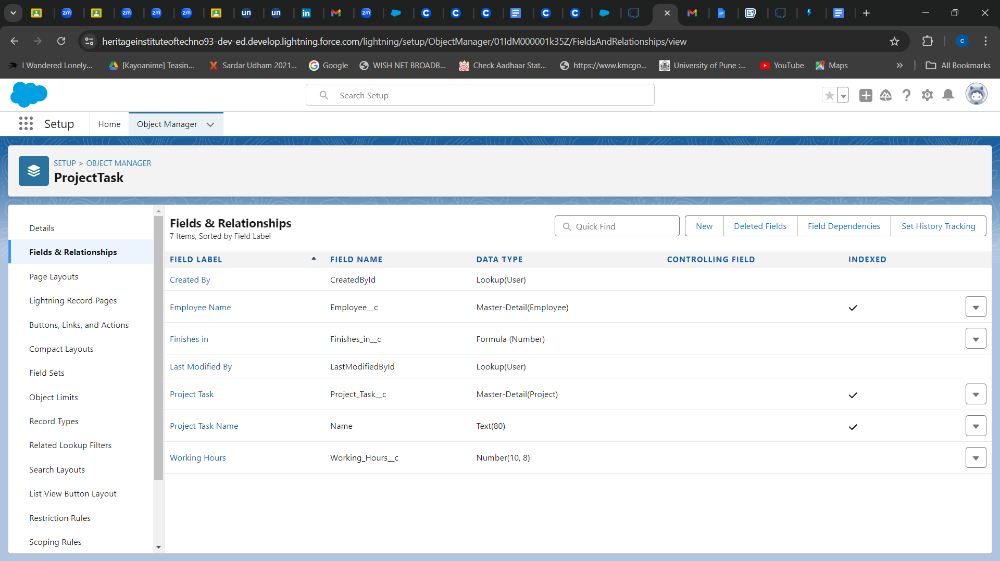 heritageinstituteoftechno93-dev-ed.develop.lightning.force.com/lightning/setup/ObjectManager/01IdM000001k35Z/FieldsAndRelationships/view
I Wandered Lonely...
[Kayoanime] Teasin...
Sardar Udham 2021...
Google
WISH NET BROADB...
Check Aadhaar Stat...
https://www.kmcgo...
University of Pune :...
YouTube
Maps
All Bookmarks
Search Setup
Setup
Home
Object Manager
SETUP > OBJECT MANAGER
ProjectTask
Details
Fields & Relationships
Page Layouts
Lightning Record Pages
Buttons, Links, and Actions
Compact Layouts
Field Sets
Object Limits
Record Types
Related Lookup Filters
Search Layouts
List View Button Layout
Restriction Rules
Scoping Rules
Fields & Relationships
7 Items, Sorted by Field Label
Quick Find
New
Deleted Fields
Field Dependencies
Set History Tracking
FIELD LABEL FIELD NAME DATA TYPE CONTROLLING FIELD INDEXED
Created By CreatedById Lookup(User)
Employee Name Employee__c Master-Detail(Employee)
Finishes in Finishes_in__c Formula (Number)
Last Modified By LastModifiedById Lookup(User)
Project Task Project_Task__c Master-Detail(Project)
Project Task Name Name Text(80)
Working Hours Working_Hours__c Number(10, 8)